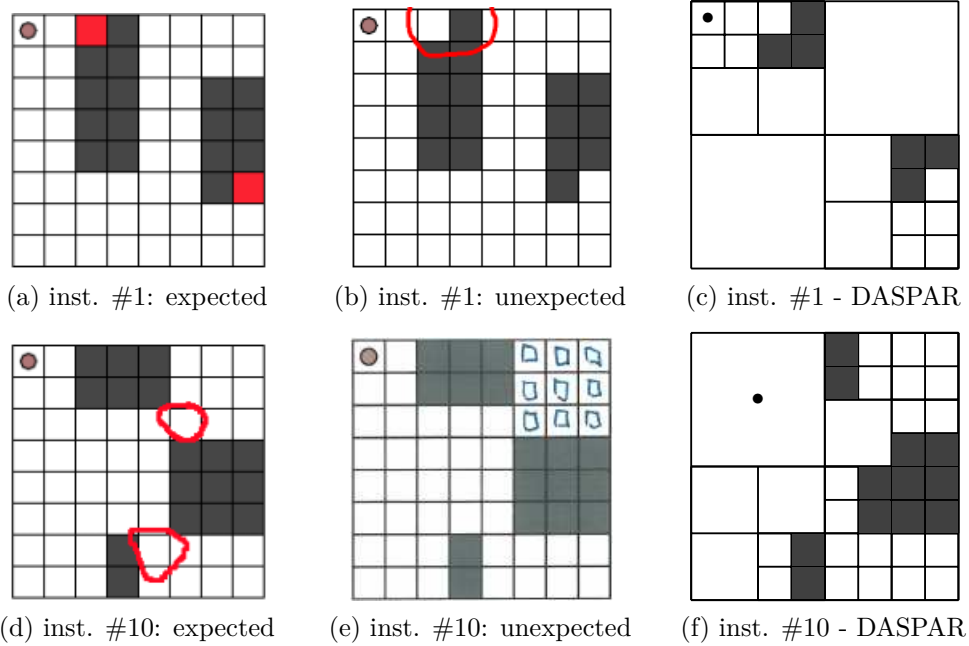 (a) inst. #1: expected
(b) inst. #1: unexpected
(c) inst. #1 - DASPAR
(d) inst. #10: expected
(e) inst. #10: unexpected
(f) inst. #10 - DASPAR